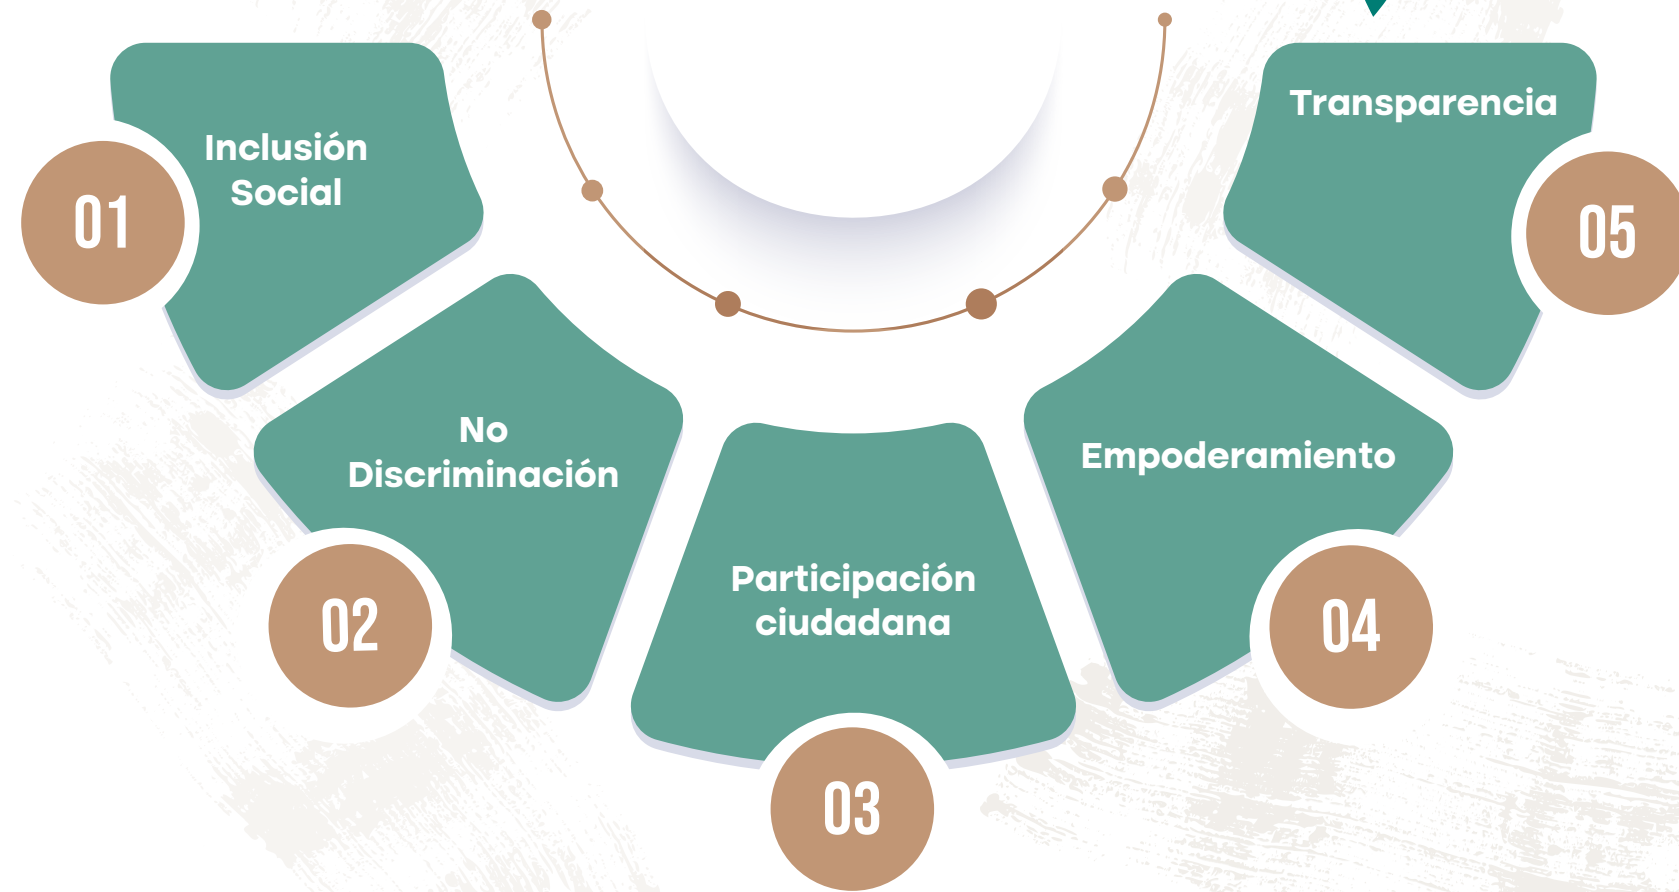 01
Inclusión
Social
02
No
Discriminación
03
Participación
ciudadana
04
Empoderamiento
05
Transparencia